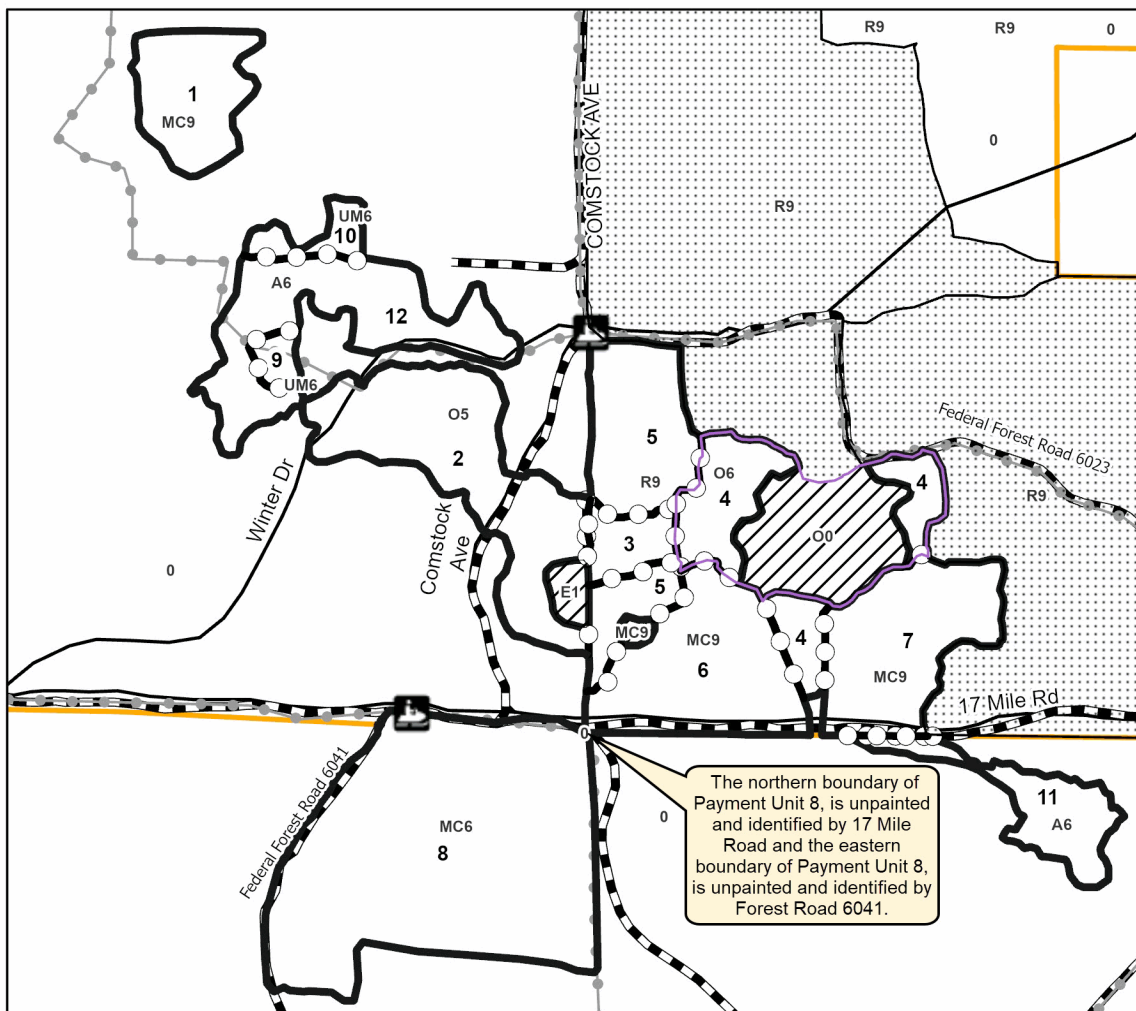 R9
R9
0
1
MC9
COMSTOCK AVE
0
R9
UM6
10
A6
12
9
UM6
O5
2
5
R9
O6
4
4
Federal Forest Road 6023
R9
Winter Dr
Comstock
Ave
3
O0
0
E1
5
MC9
MC9
6
4
7
MC9
17 Mile Rd
0
Federal Forest Road 6041
MC6
8
0
11
A6
The northern boundary of
Payment Unit 8, is unpainted
and identified by 17 Mile
Road and the eastern
boundary of Payment Unit 8,
is unpainted and identified by
Forest Road 6041.